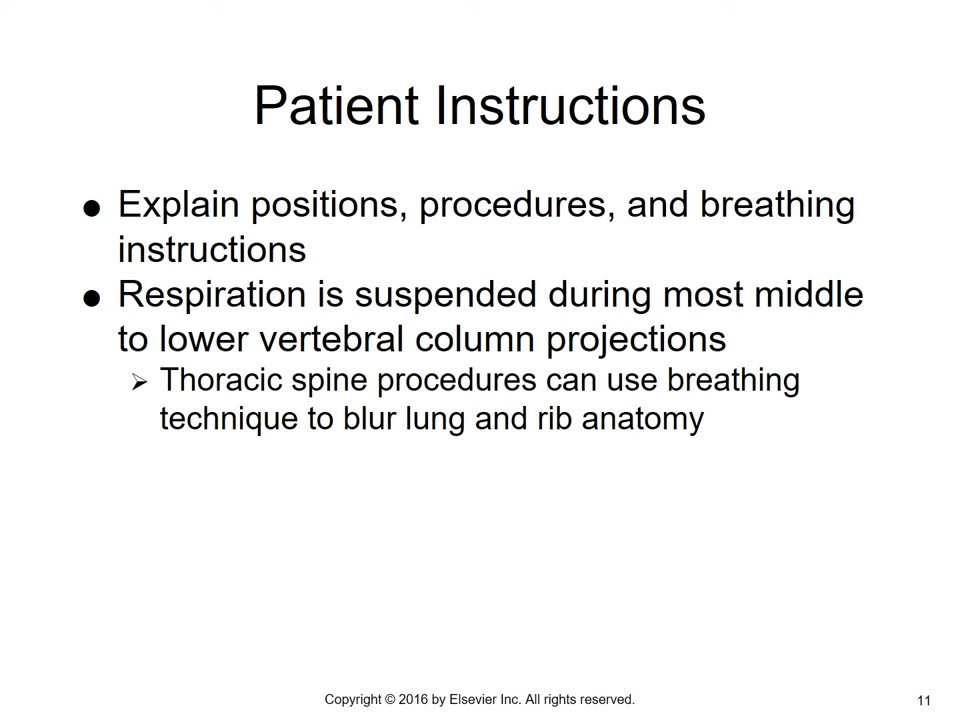 Patient Instructions
● Explain positions, procedures, and breathing
instructions
● Respiration is suspended during most middle
to lower vertebral column projections
➢ Thoracic spine procedures can use breathing
technique to blur lung and rib anatomy
Copyright © 2016 by Elsevier Inc. All rights reserved.
11